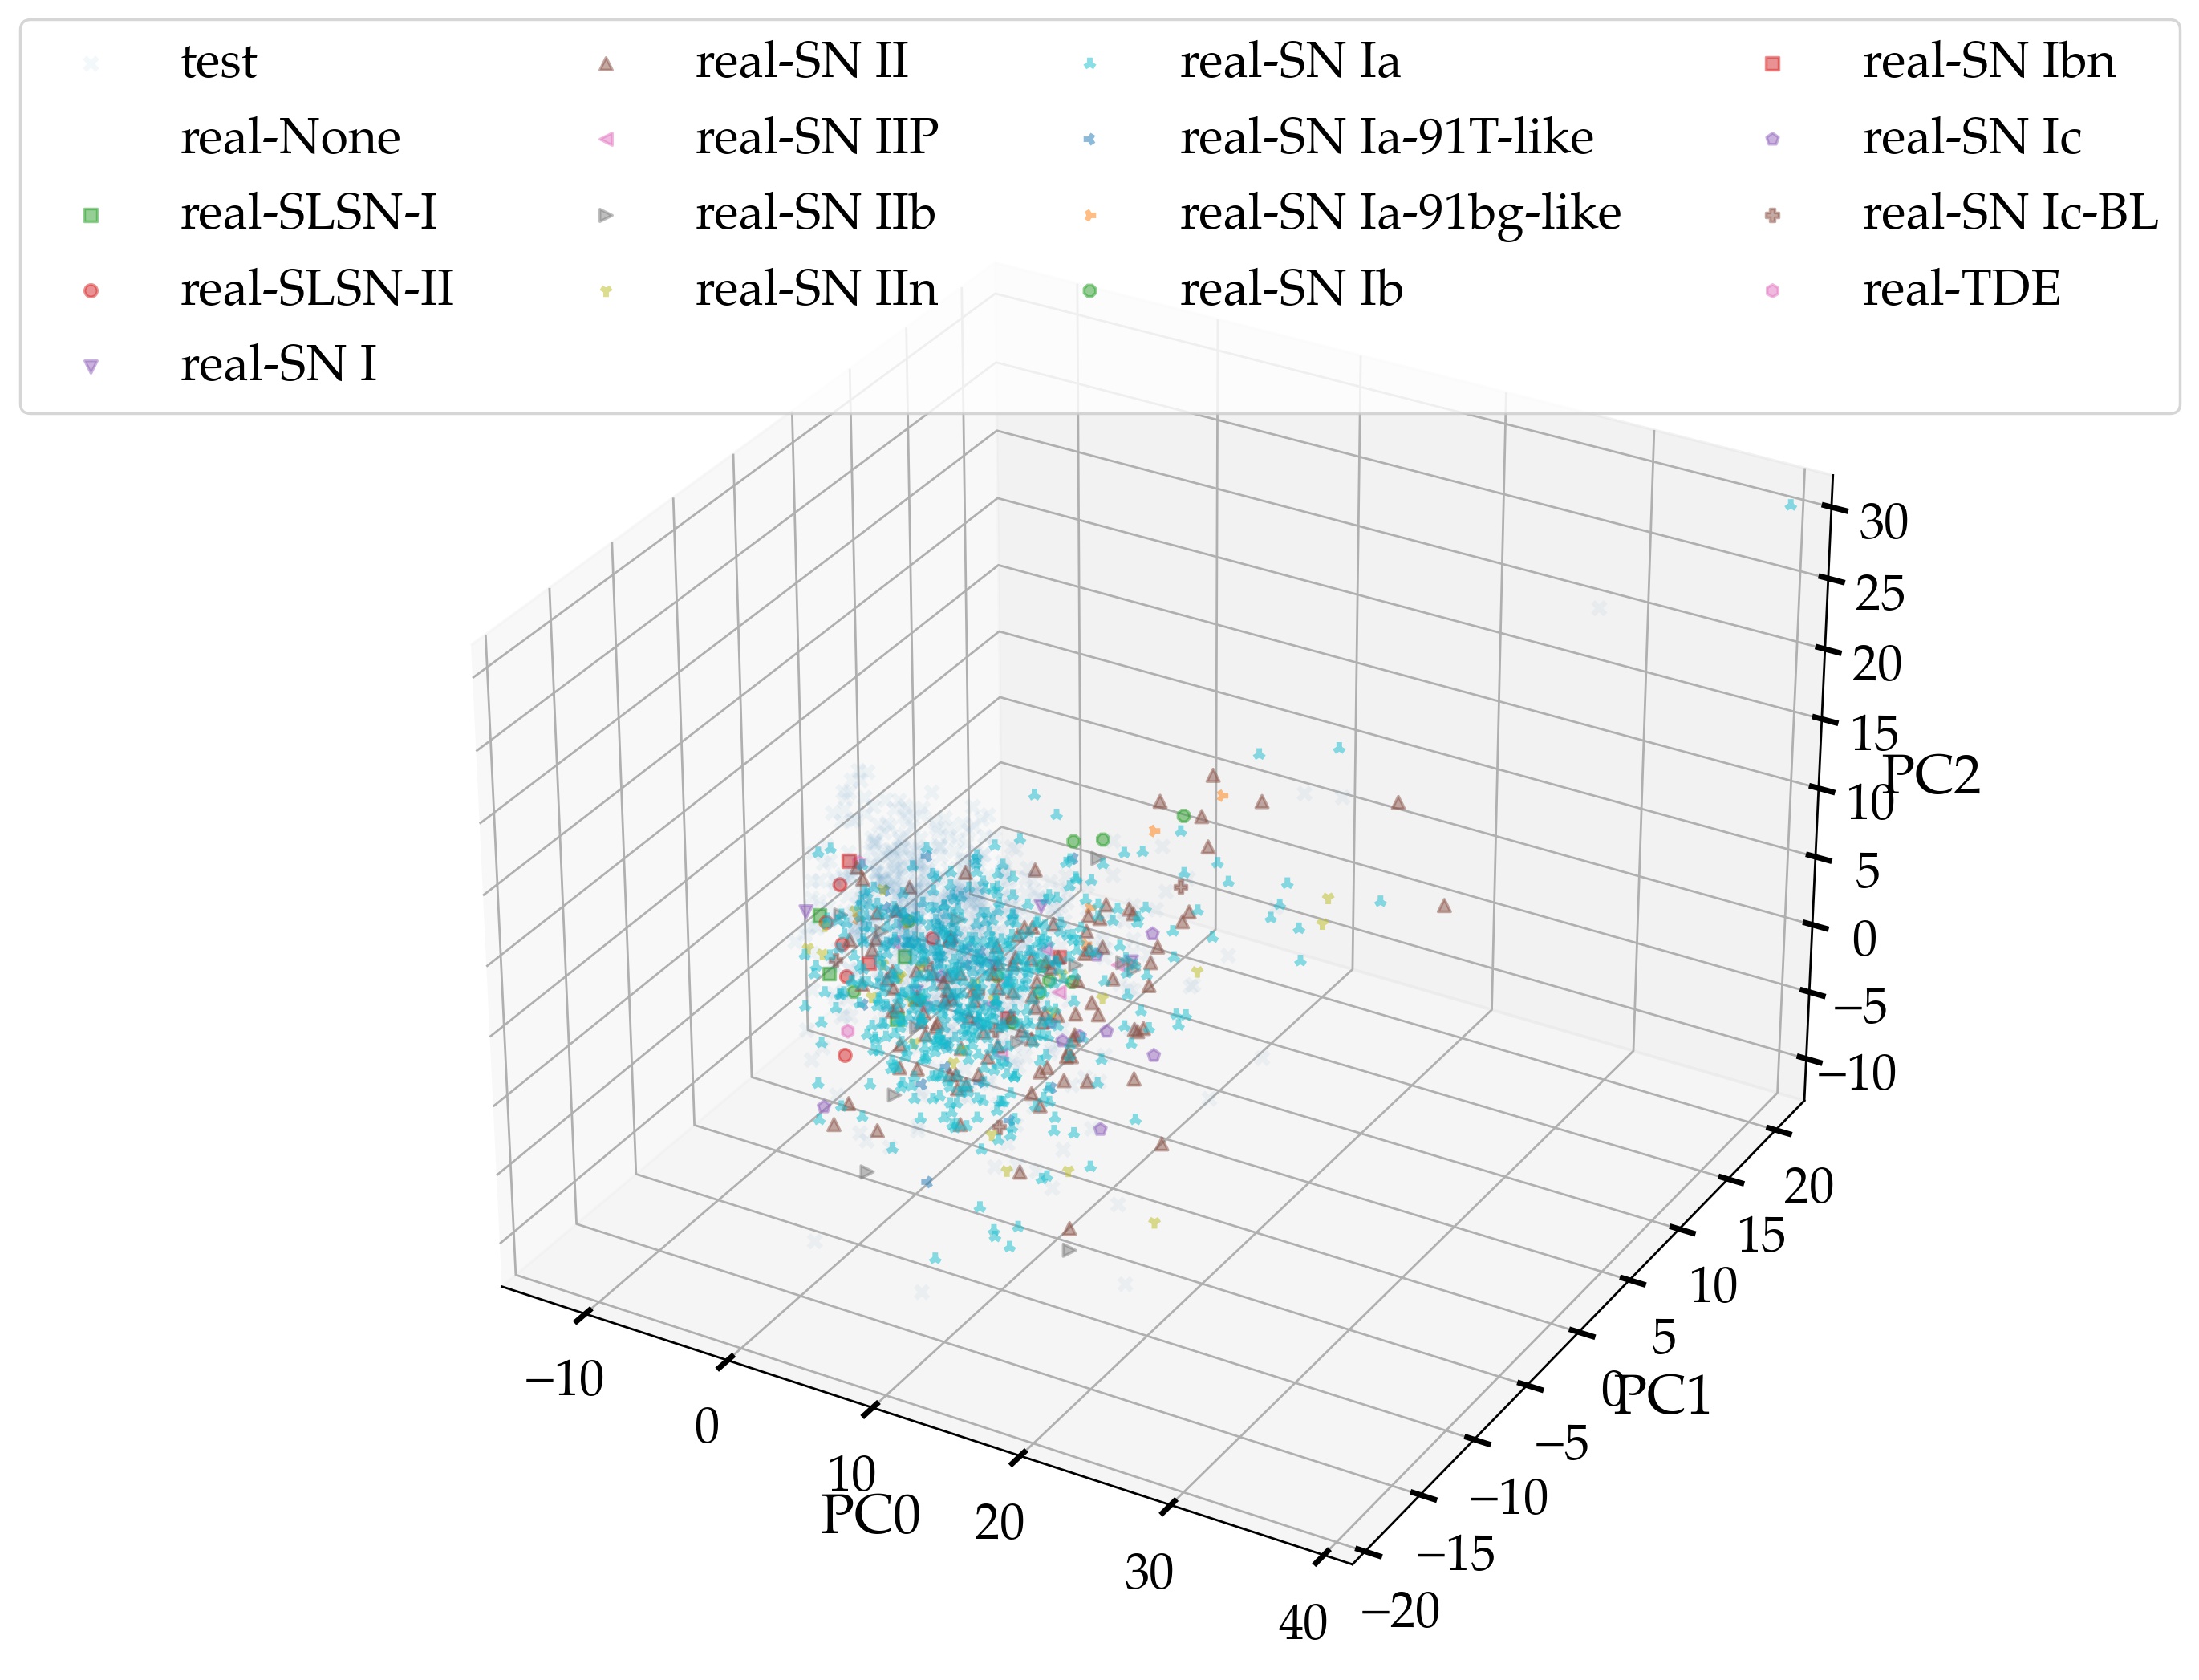 test
real-None
real-SLSN-I
real-SLSN-II
real-SN I
real-SN II
real-SN IIP
real-SN IIb
real-SN IIn
real-SN Ia
real-SN Ia-91T-like
real-SN Ia-91bg-like
real-SN Ib
real-SN Ibn
real-SN Ic
real-SN Ic-BL
real-TDE
30
25
20
15
PC2
10
5
0
−5
−10
20
15
10
5
0
PC1
−5
−10
−15
−20
−10
0
10
PC0
20
30
40